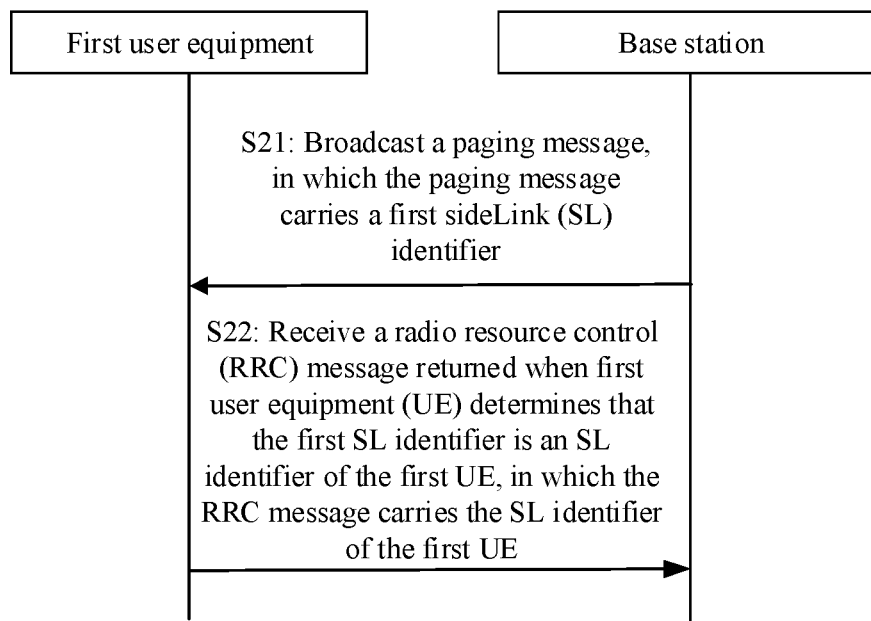 First user equipment
Base station
S21: Broadcast a paging message,
in which the paging message
carries a first sideLink (SL)
identifier
S22: Receive a radio resource control
(RRC) message returned when first
user equipment (UE) determines that
the first SL identifier is an SL
identifier of the first UE, in which the
RRC message carries the SL identifier
of the first UE